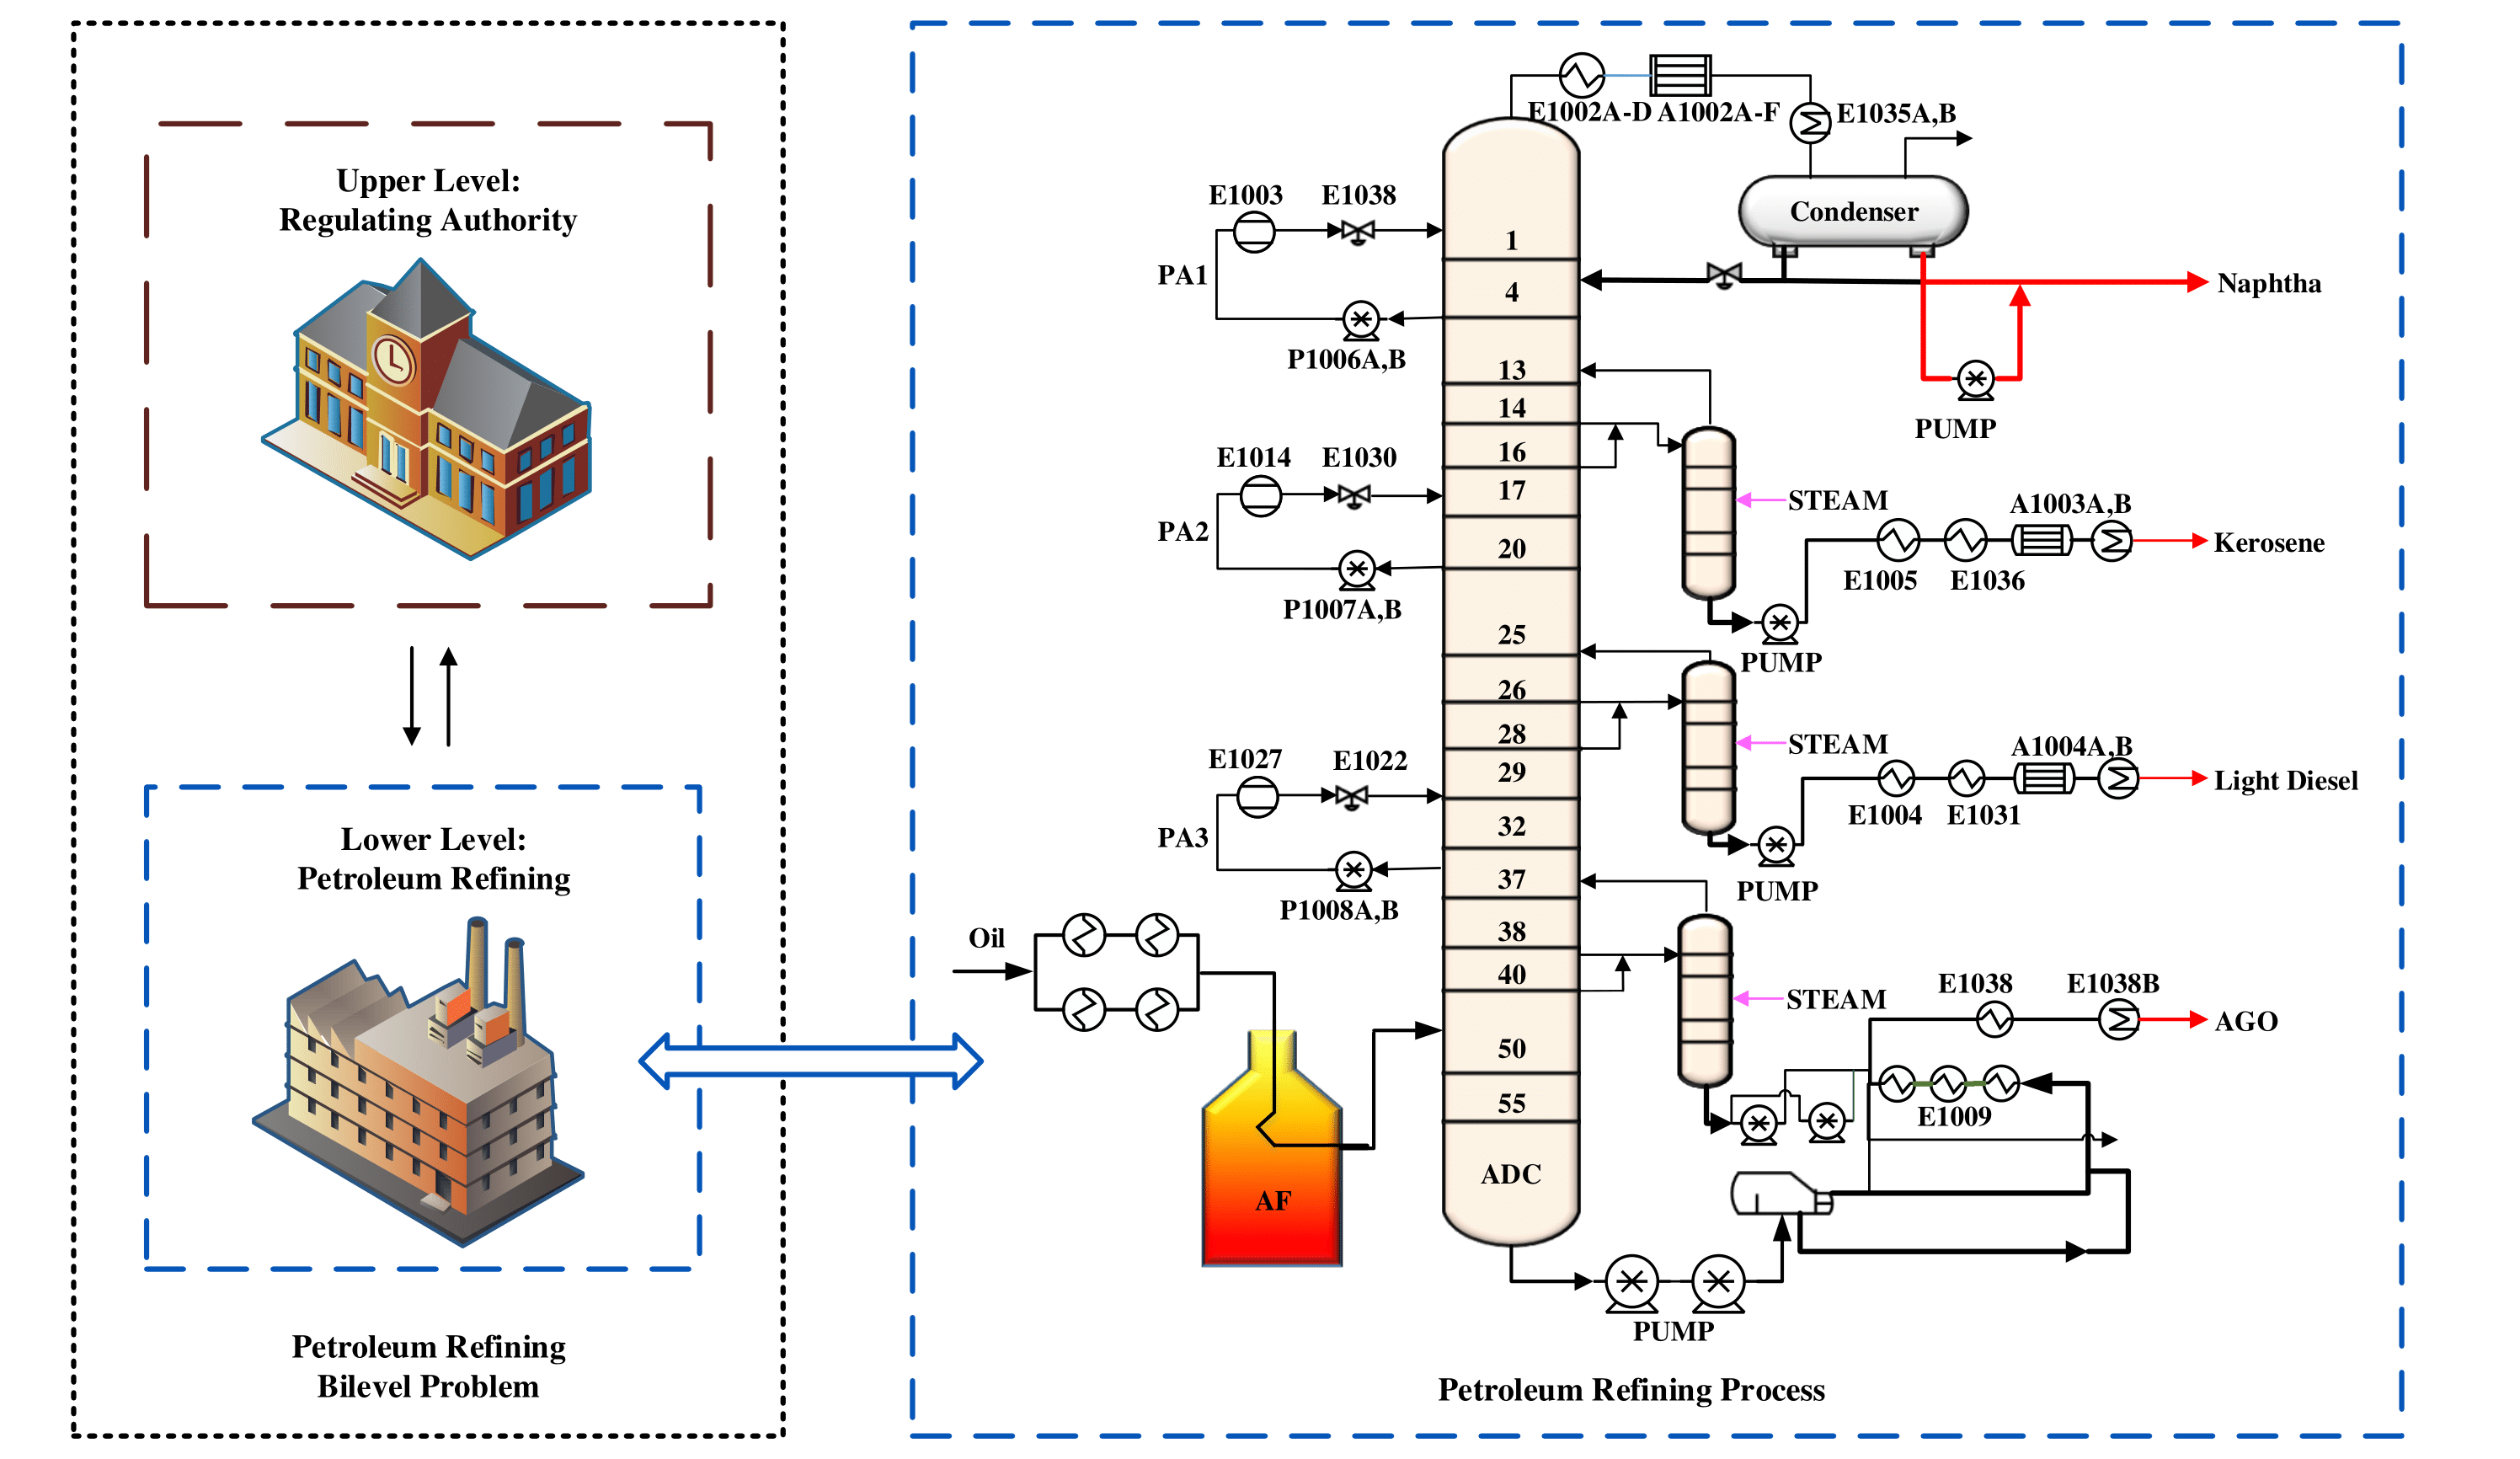 Upper Level:
Regulating Authority
Lower Level:
Petroleum Refining
Petroleum Refining
Bilevel Problem
E1002A-D
A1002A-F
E1035A,B
Condenser
E1003
E1038
PA1
P1006A,B
1
4
13
14
16
17
20
25
26
28
29
32
37
38
40
50
55
ADC
Naphtha
PUMP
E1014
E1030
PA2
P1007A,B
STEAM
A1003A,B
E1005
E1036
Kerosene
PUMP
STEAM
A1004A,B
E1004
E1031
Light Diesel
PUMP
E1027
E1022
PA3
P1008A,B
Oil
AF
STEAM
E1038
E1038B
AGO
E1009
PUMP
Petroleum Refining Process